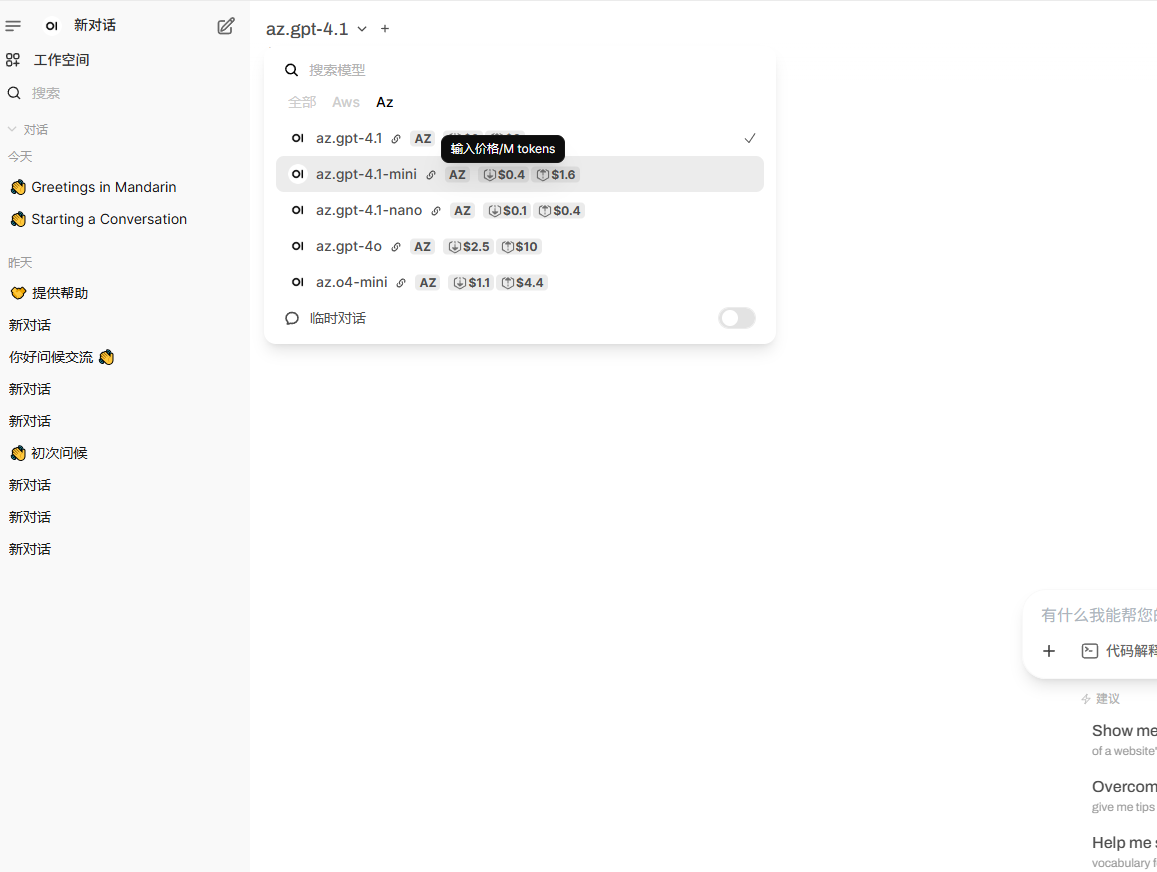 OI 新对话
工作空间
搜索
对话
今天
👋 Greetings in Mandarin
👋 Starting a Conversation
昨天
🤝 提供帮助
新对话
你好问候交流 👋
新对话
新对话
👋 初次问候
新对话
新对话
新对话
az.gpt-4.1
搜索模型
全部 Aws Az
OI az.gpt-4.1 AZ
输入价格/M tokens
OI az.gpt-4.1-mini AZ $0.4 $1.6
OI az.gpt-4.1-nano AZ $0.1 $0.4
OI az.gpt-4o AZ $2.5 $10
OI az.o4-mini AZ $1.1 $4.4
临时对话
有什么我能帮您
代码解释
建议
Show me
of a website'
Overcom
give me tips
Help me s
vocabulary f